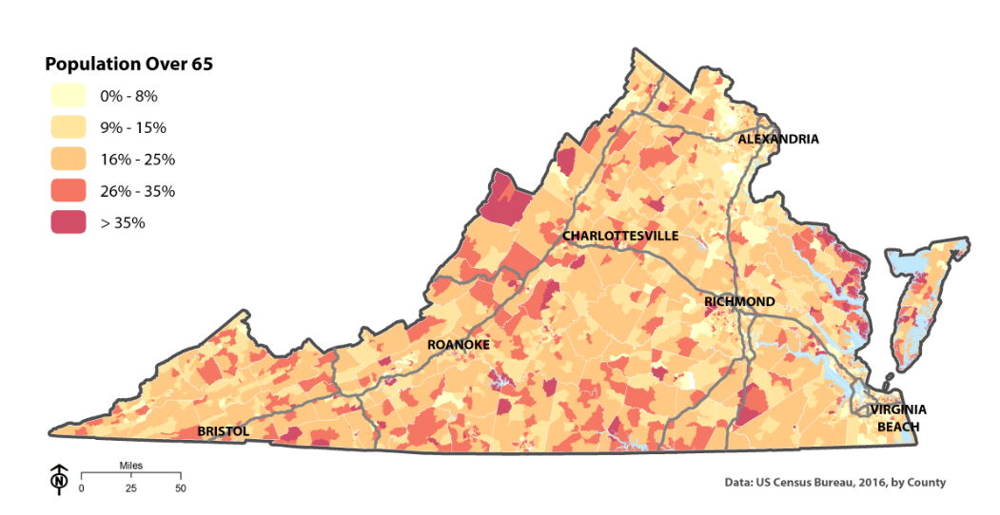 Population Over 65
0% - 8%
9% - 15%
16% - 25%
26% - 35%
> 35%
ALEXANDRIA
CHARLOTTESVILLE
RICHMOND
ROANOKE
VIRGINIA
BEACH
BRISTOL
N
Miles
0 25 50
Data: US Census Bureau, 2016, by County